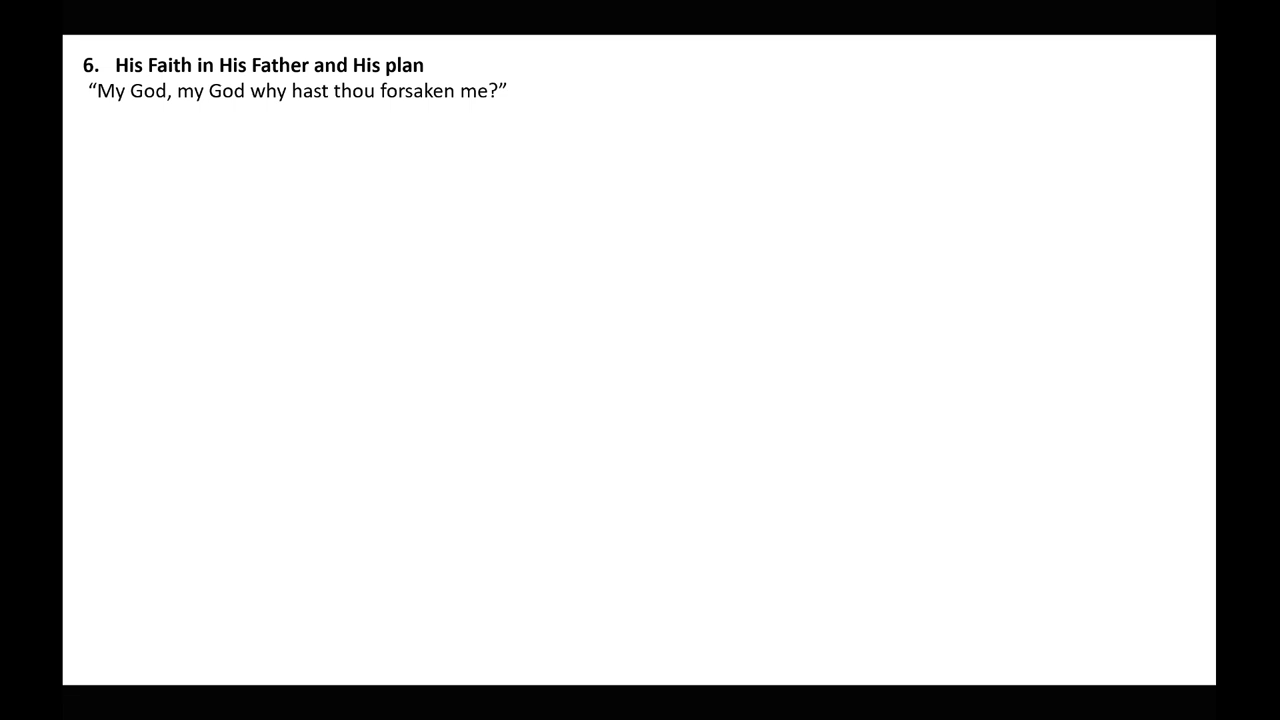 6. His Faith in His Father and His plan
“My God, my God why hast thou forsaken me?”